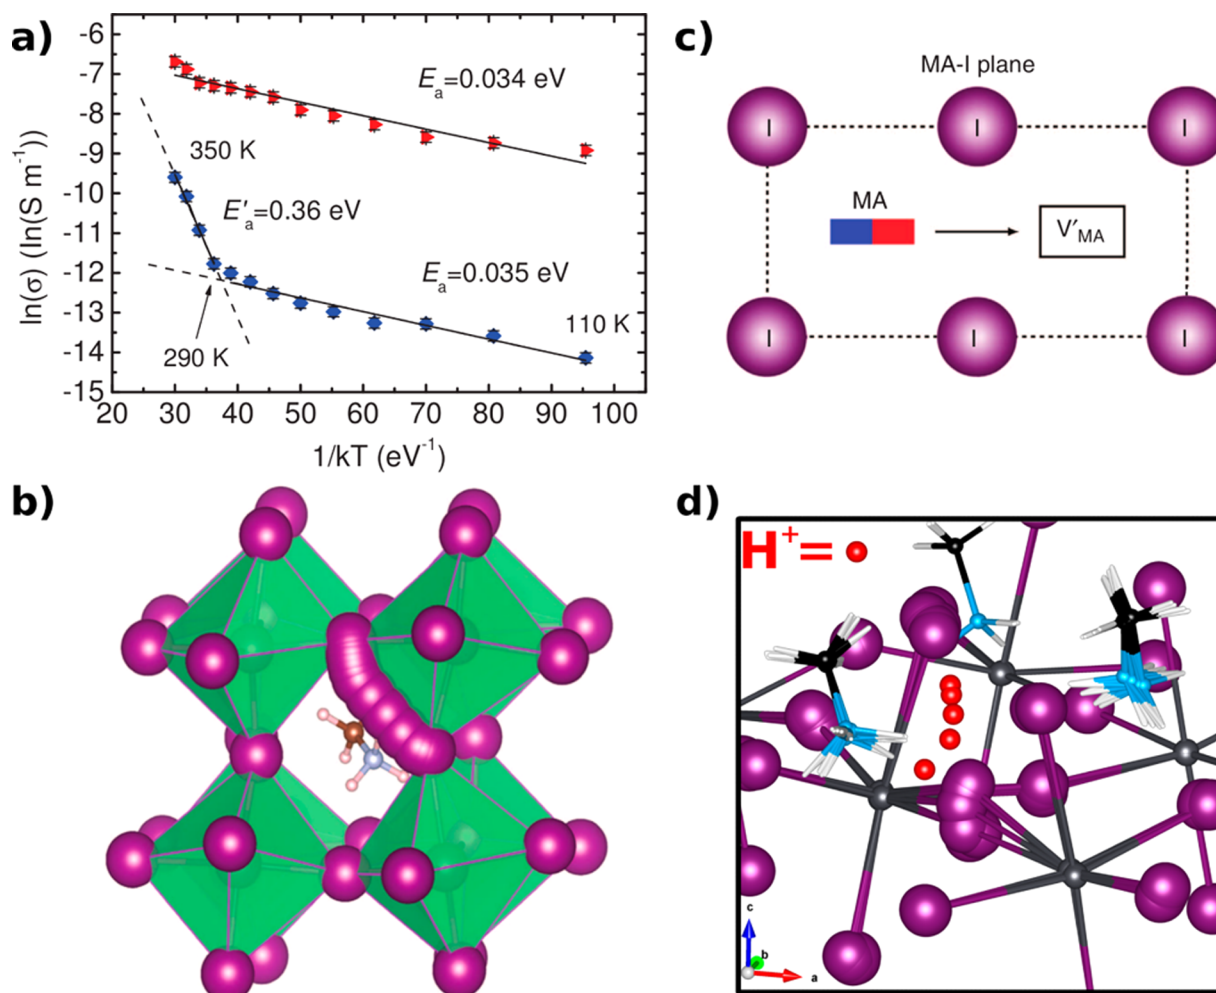 a)
-6
-7
-8
-9
-10
-11
-12
-13
-14
-15
ln(σ) (ln(S m⁻¹))
Eₐ=0.034 eV
350 K
E′ₐ=0.36 eV
Eₐ=0.035 eV
110 K
290 K
20 30 40 50 60 70 80 90 100
1/kT (eV⁻¹)
c)
MA-I plane
I I I
MA
V′MA
I I I
b)
d)
H⁺=
c
b
a